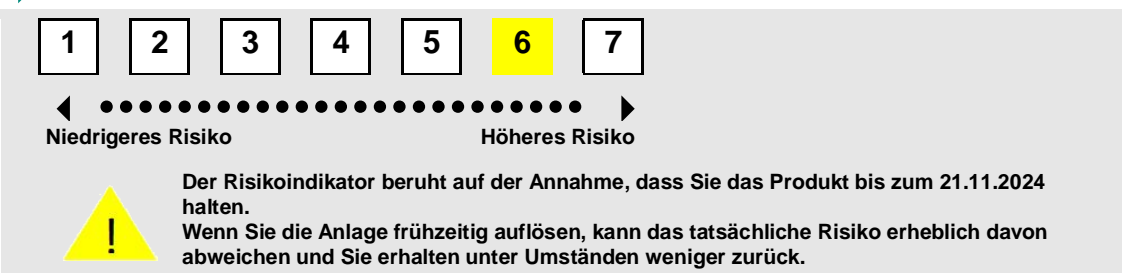 1 2 3 4 5 6 7
Niedrigeres Risiko Höheres Risiko
Der Risikoindikator beruht auf der Annahme, dass Sie das Produkt bis zum 21.11.2024
halten.
Wenn Sie die Anlage frühzeitig auflösen, kann das tatsächliche Risiko erheblich davon
abweichen und Sie erhalten unter Umständen weniger zurück.
!